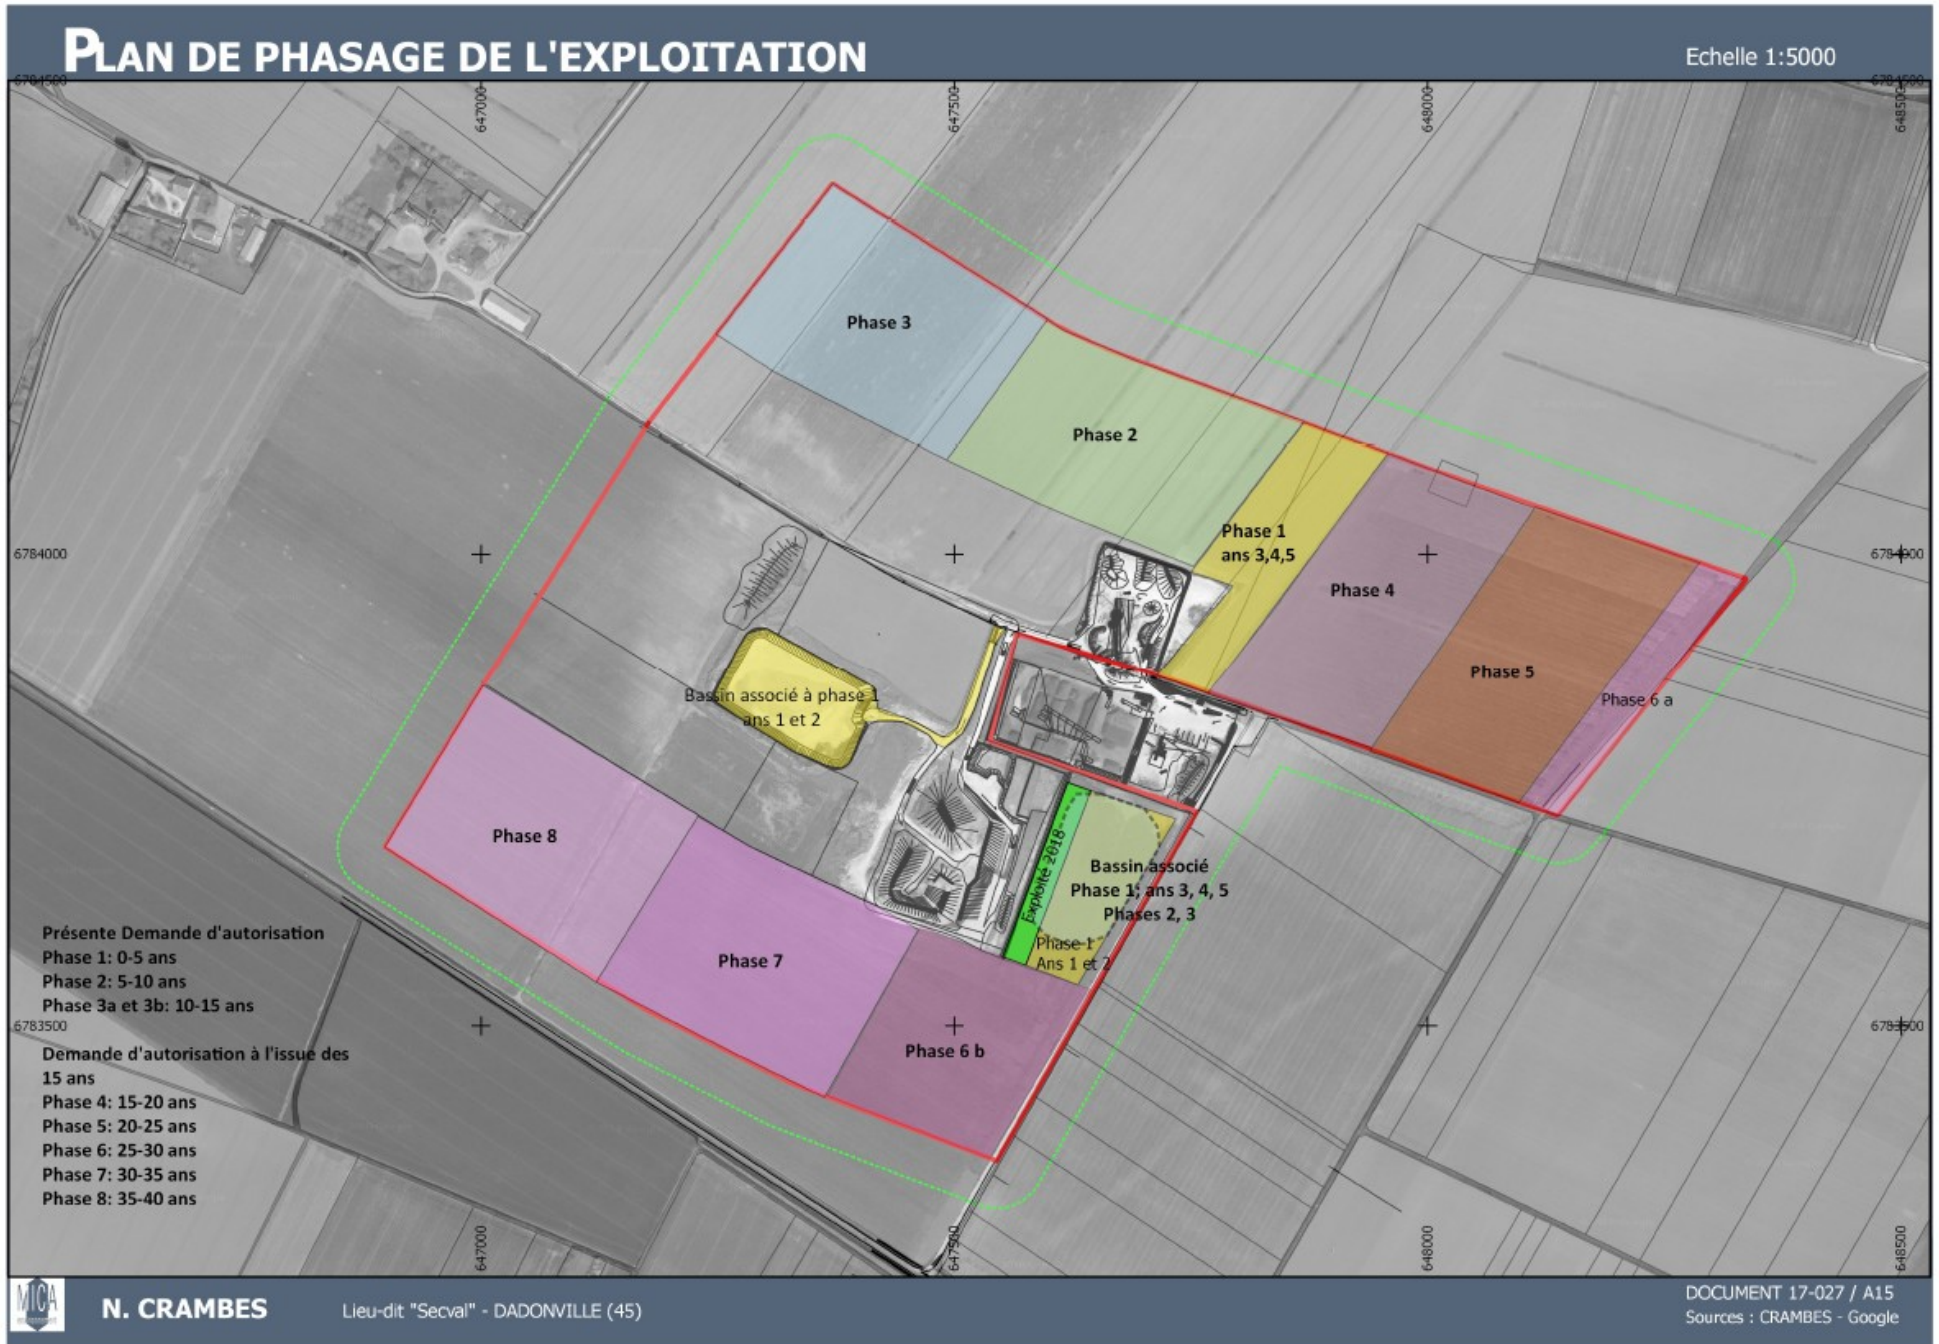 PLAN DE PHASAGE DE L'EXPLOITATION
Echelle 1:5000
6784500
647000
647500
648000
648500
6784500
Phase 3
Phase 2
Phase 1
ans 3,4,5
6784000
6784000
Phase 4
Phase 5
Phase 6 a
Bassin associé à phase 1
ans 1 et 2
Phase 8
Exploité 2018
Bassin associé
Phase 1; ans 3, 4, 5
Phases 2, 3
Phase 1
Ans 1 et 2
Phase 7
Phase 6 b
Présente Demande d'autorisation
Phase 1: 0-5 ans
Phase 2: 5-10 ans
Phase 3a et 3b: 10-15 ans
6783500
6783500
Demande d'autorisation à l'issue des
15 ans
Phase 4: 15-20 ans
Phase 5: 20-25 ans
Phase 6: 25-30 ans
Phase 7: 30-35 ans
Phase 8: 35-40 ans
647000
647500
648000
648500
MICA
N. CRAMBES
Lieu-dit "Secval" - DADONVILLE (45)
DOCUMENT 17-027 / A15
Sources : CRAMBES - Google